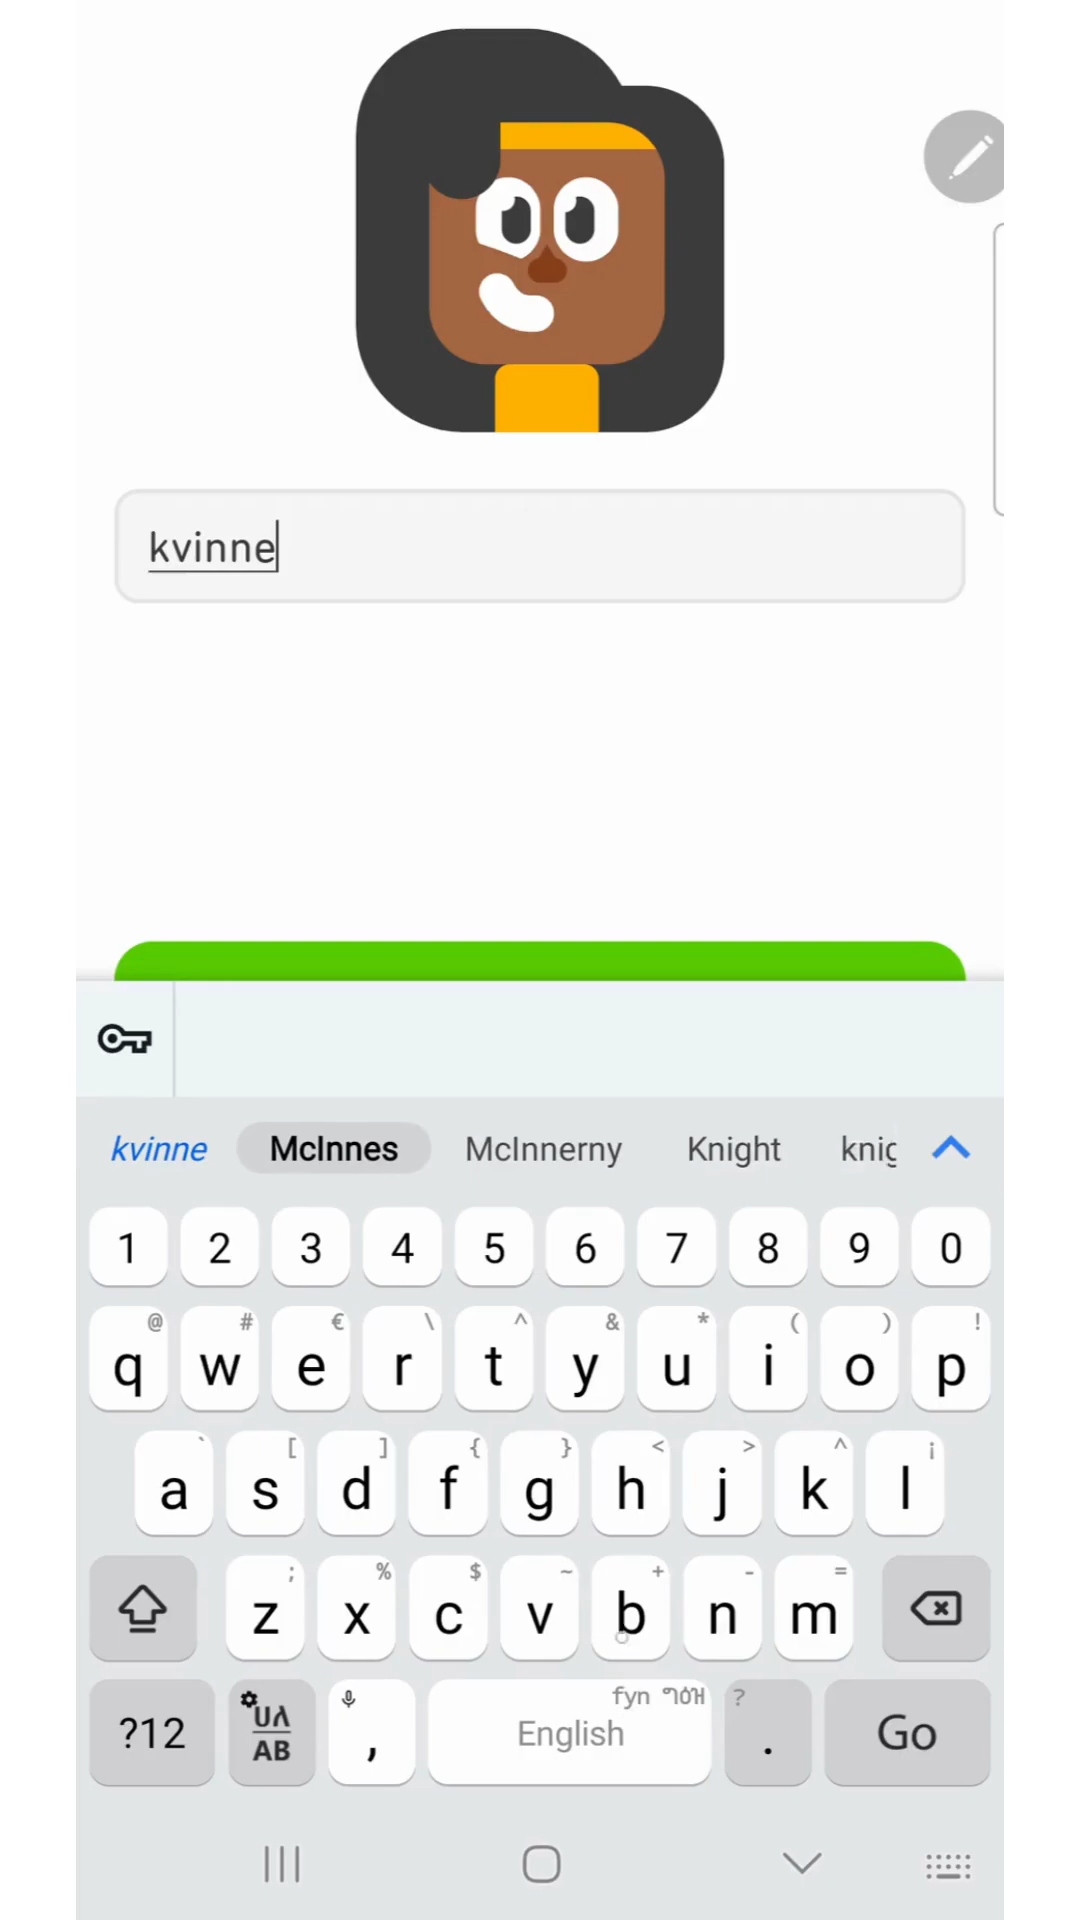 kvinne
kvinne McInnes McInnerny Knight
1 2 3 4 5 6 7 8 9 0
@ # € \ ^ & * ( ) !
q w e r t y u i o p
` [ ] { } < > ^ ¡
a s d f g h j k l
; % $ ~ + - =
z x c v b n m
?12 , English . ? Go
AB